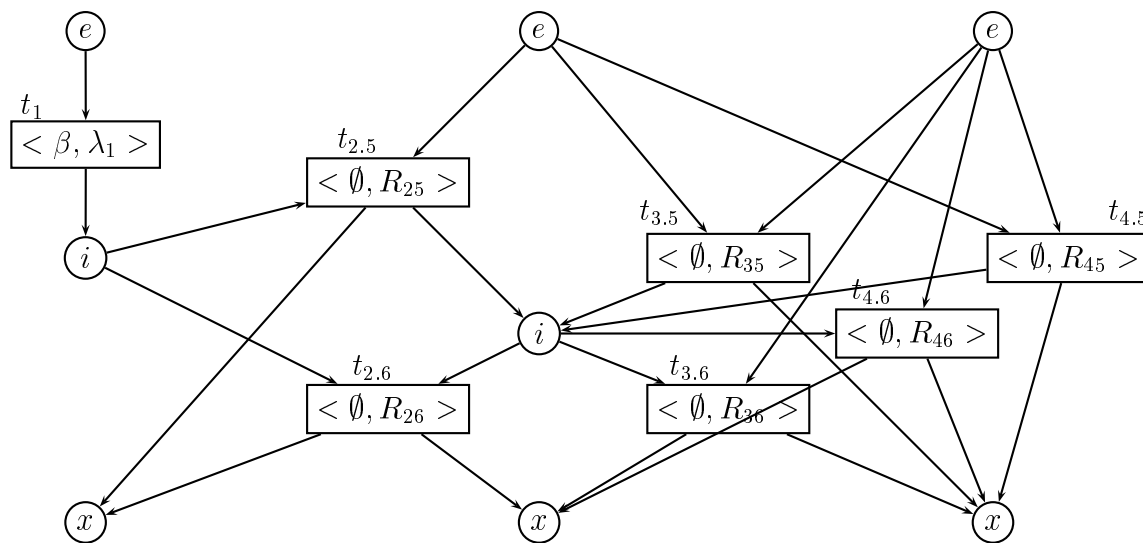 e e e
t₁
< β, λ₁ >
t₂.₅
< ∅, R₂₅ >
t₃.₅ t₄.₅
i < ∅, R₃₅ > < ∅, R₄₅ >
t₄.₆
i < ∅, R₄₆ >
t₂.₆ t₃.₆
< ∅, R₂₆ > < ∅, R₃₆ >
x x x